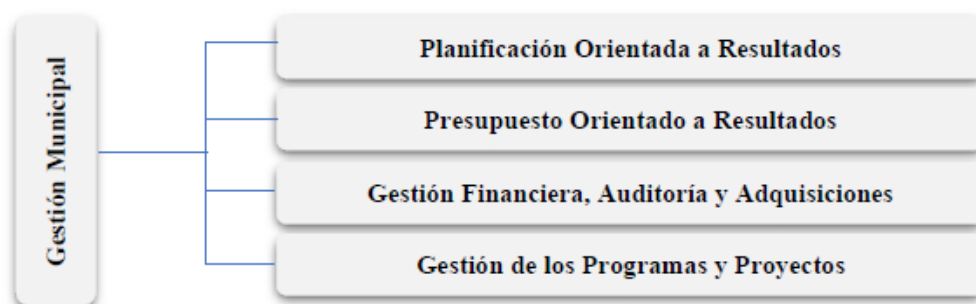 Gestión Municipal
Planificación Orientada a Resultados
Presupuesto Orientado a Resultados
Gestión Financiera, Auditoría y Adquisiciones
Gestión de los Programas y Proyectos